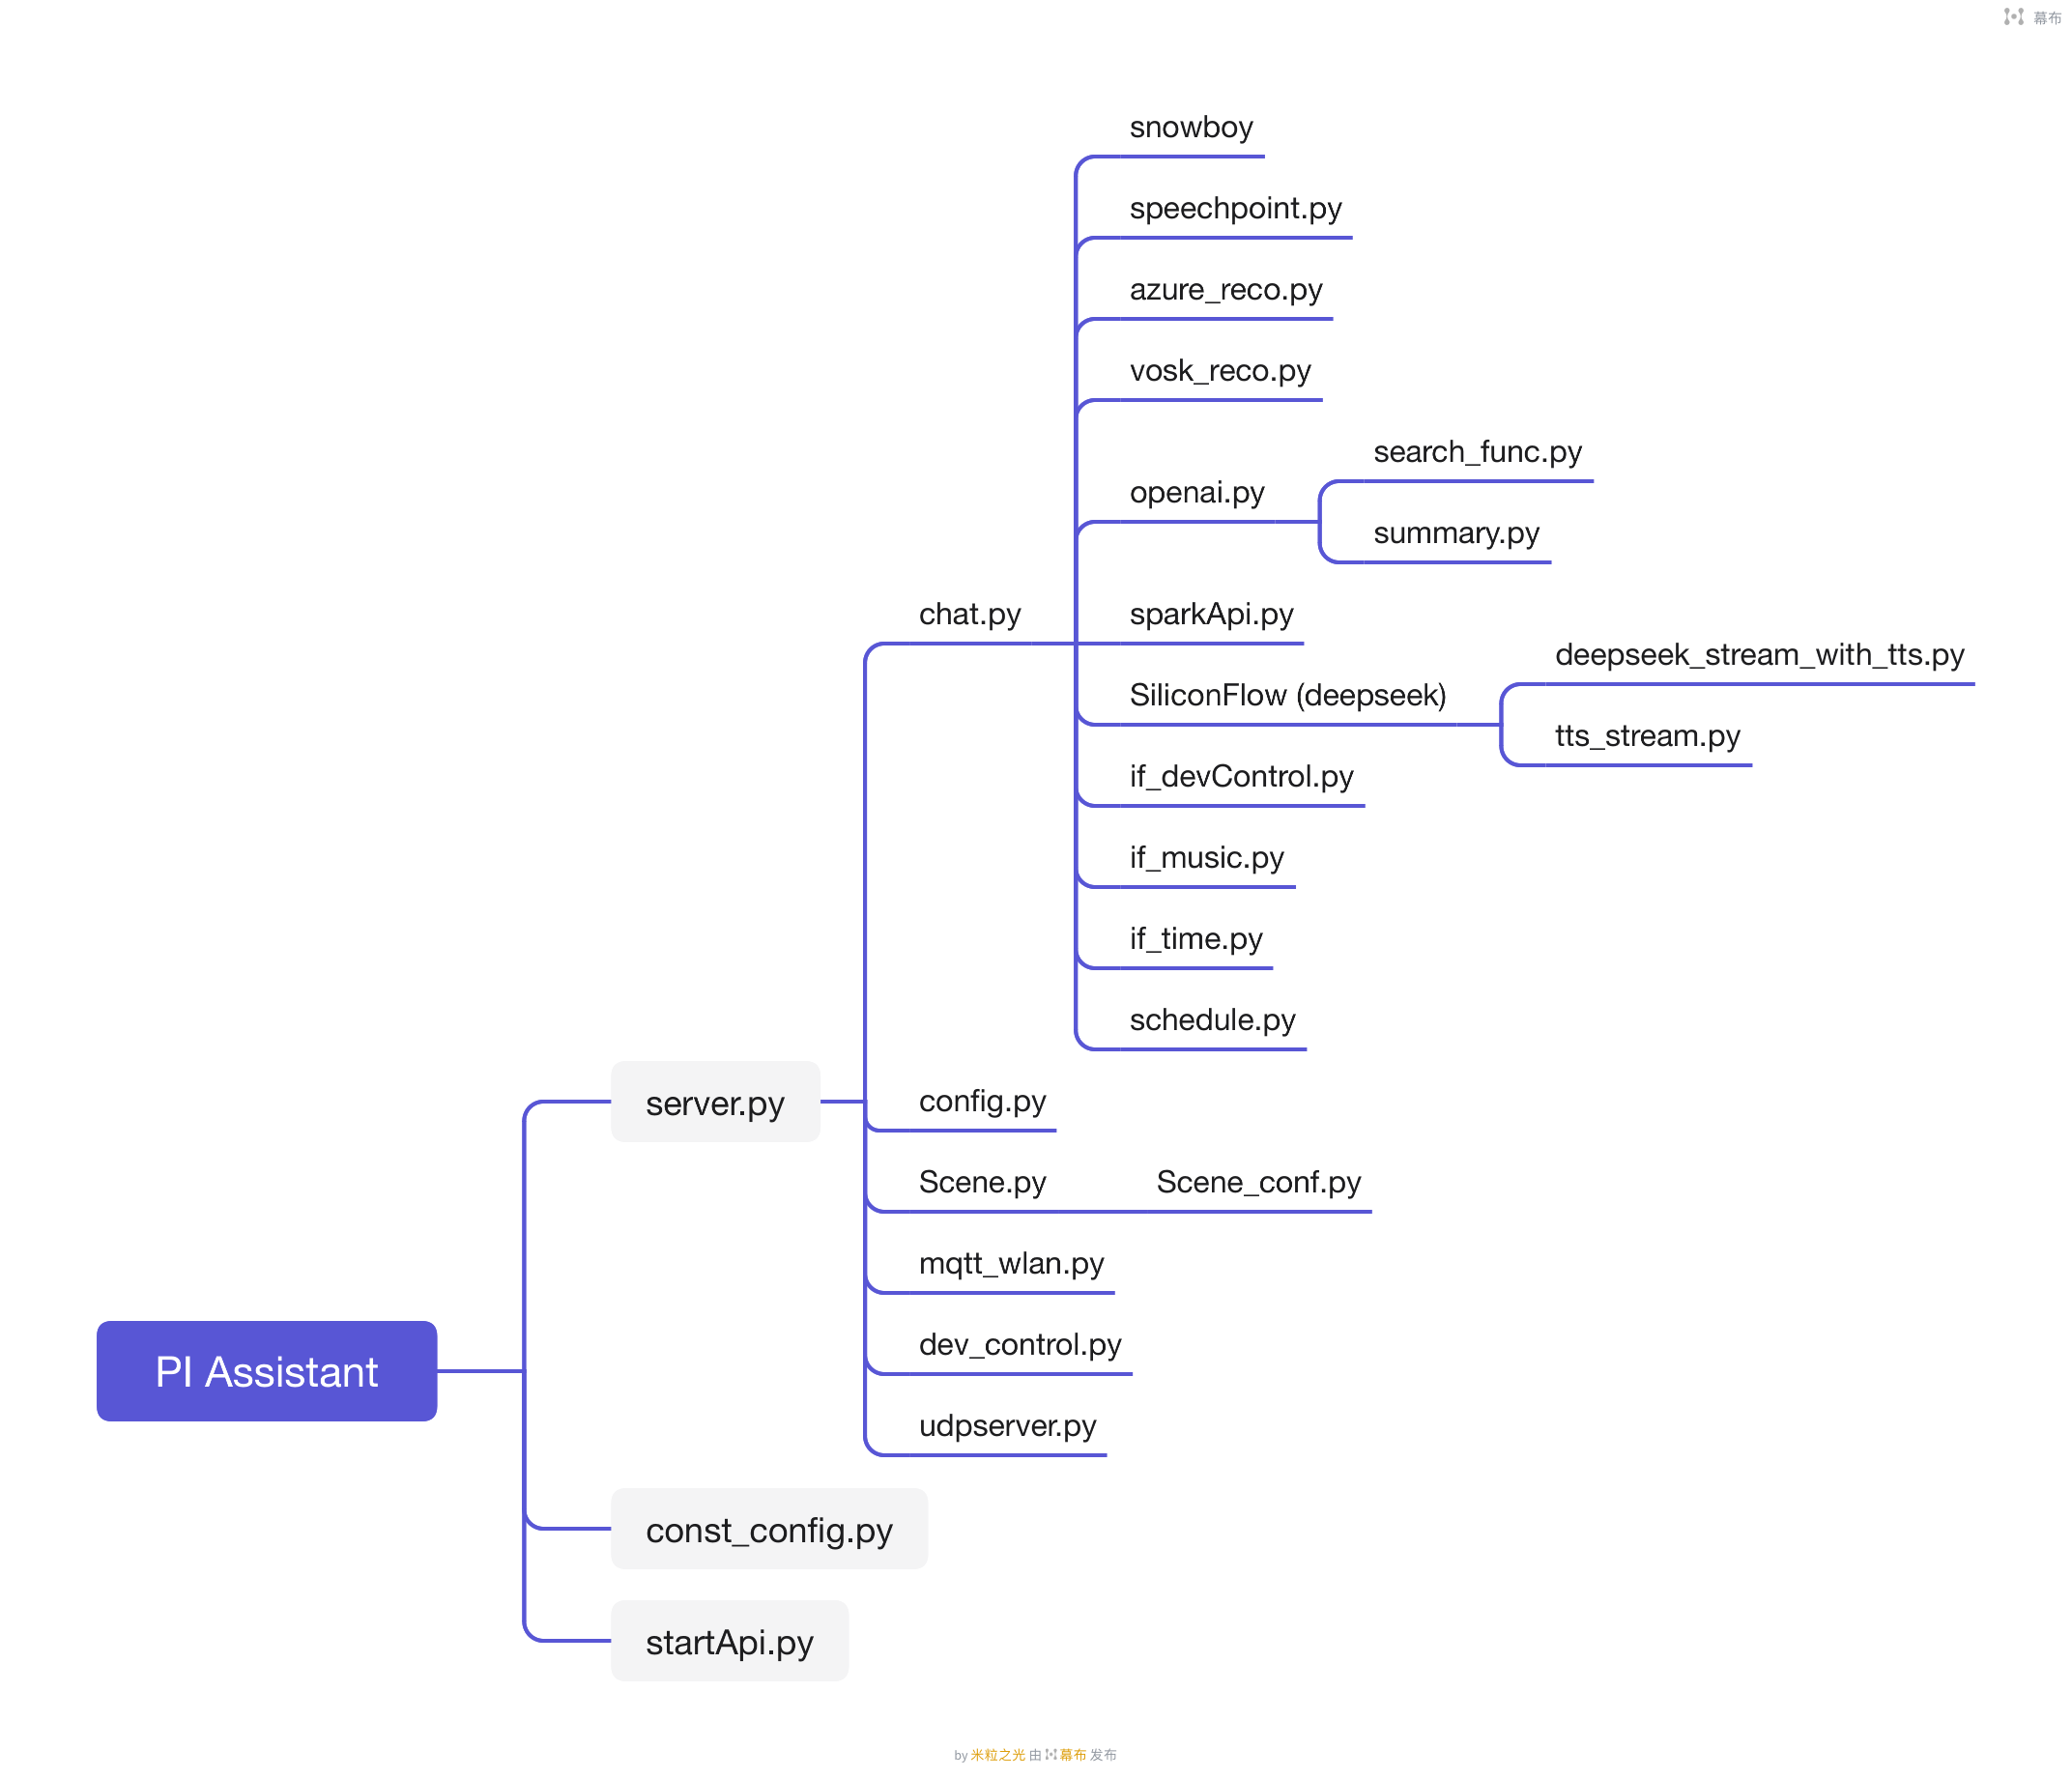 幕布
snowboy
speechpoint.py
azure_reco.py
vosk_reco.py
search_func.py
openai.py
summary.py
chat.py
sparkApi.py
deepseek_stream_with_tts.py
SiliconFlow (deepseek)
tts_stream.py
if_devControl.py
if_music.py
if_time.py
schedule.py
server.py
config.py
Scene.py
Scene_conf.py
mqtt_wlan.py
dev_control.py
PI Assistant
udpserver.py
const_config.py
startApi.py
by 米粒之光 由 幕布 发布